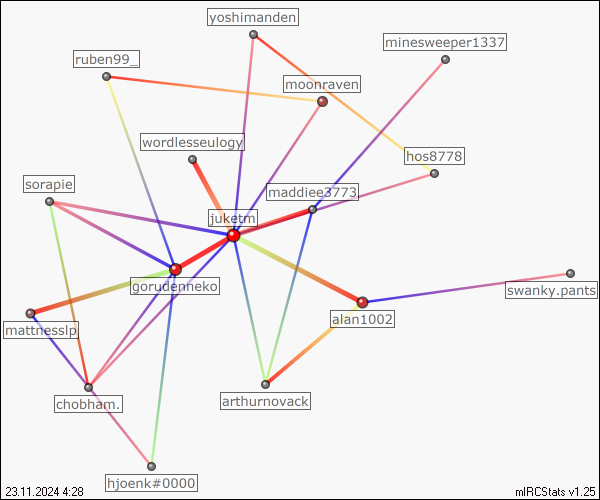 yoshimanden
minesweeper1337
ruben99_
moonraven
wordlesseulogy
hos8778
sorapie
maddiee3773
juketm
gorudenneko
swanky.pants
mattnesslp
alan1002
chobham.
arthurnovack
hjoenk#0000
23.11.2024 4:28
mIRCStats v1.25